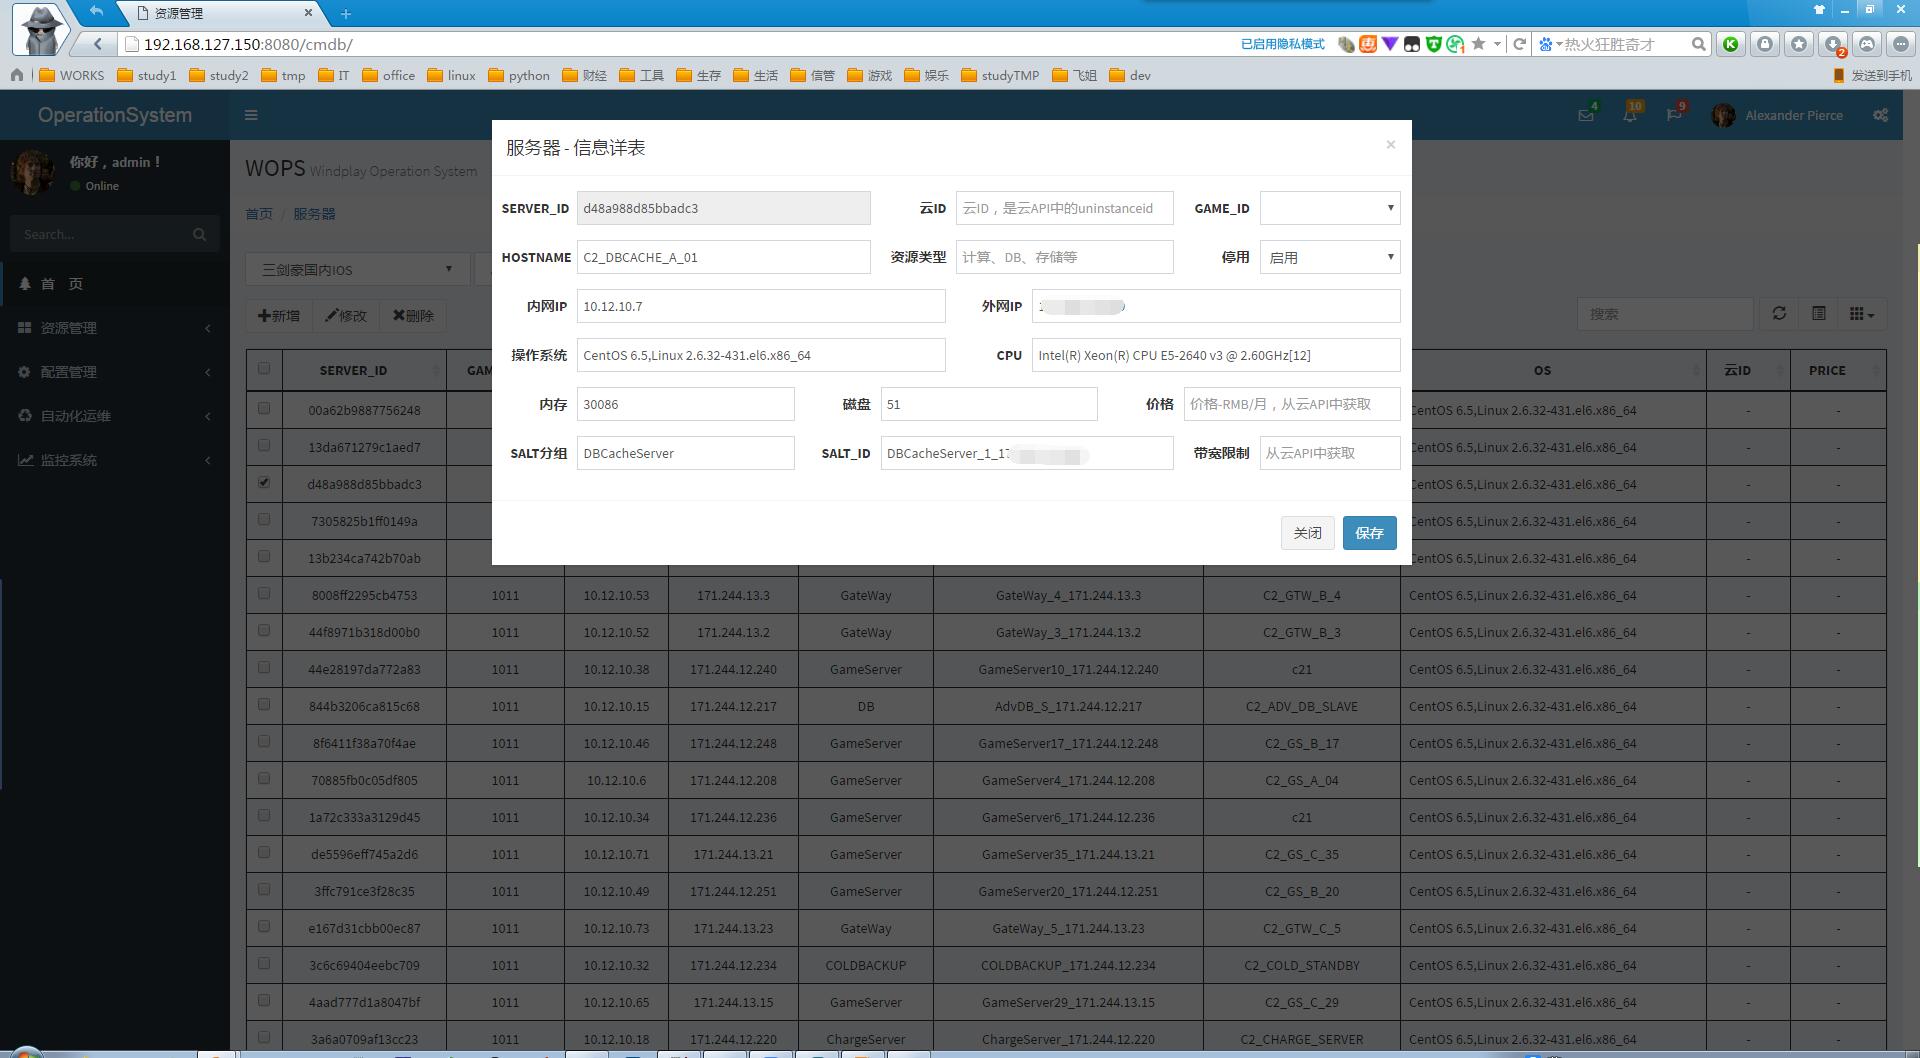 资源管理
192.168.127.150:8080/cmdb/
已启用隐私模式
热火狂胜奇才
WORKS study1 study2 tmp IT office linux python 财经 工具 生存 生活 信管 游戏 娱乐 studyTMP 飞姐 dev 发送到手机
OperationSystem
4 10 9 Alexander Pierce
你好，admin！
Online
Search...
首 页
资源管理
配置管理
自动化运维
监控系统
WOPS Windplay Operation System
首页 / 服务器
三剑豪国内IOS
新增 修改 删除
搜索
服务器 - 信息详表 ×
SERVER_ID d48a988d85bbadc3 云ID 云ID，是云API中的uninstanceid GAME_ID
HOSTNAME C2_DBCACHE_A_01 资源类型 计算、DB、存储等 停用 启用
内网IP 10.12.10.7 外网IP
操作系统 CentOS 6.5,Linux 2.6.32-431.el6.x86_64 CPU Intel(R) Xeon(R) CPU E5-2640 v3 @ 2.60GHz[12]
内存 30086 磁盘 51 价格 价格-RMB/月，从云API中获取
SALT分组 DBCacheServer SALT_ID DBCacheServer_1_17 带宽限制 从云API中获取
关闭 保存
SERVER_ID GAM OS 云ID PRICE
00a62b9887756248 CentOS 6.5,Linux 2.6.32-431.el6.x86_64 - -
13da671279c1aed7 CentOS 6.5,Linux 2.6.32-431.el6.x86_64 - -
d48a988d85bbadc3 CentOS 6.5,Linux 2.6.32-431.el6.x86_64 - -
7305825b1ff0149a CentOS 6.5,Linux 2.6.32-431.el6.x86_64 - -
13b234ca742b70ab CentOS 6.5,Linux 2.6.32-431.el6.x86_64 - -
8008ff2295cb4753 1011 10.12.10.53 171.244.13.3 GateWay GateWay_4_171.244.13.3 C2_GTW_B_4 CentOS 6.5,Linux 2.6.32-431.el6.x86_64 - -
44f8971b318d00b0 1011 10.12.10.52 171.244.13.2 GateWay GateWay_3_171.244.13.2 C2_GTW_B_3 CentOS 6.5,Linux 2.6.32-431.el6.x86_64 - -
44e28197da772a83 1011 10.12.10.38 171.244.12.240 GameServer GameServer10_171.244.12.240 c21 CentOS 6.5,Linux 2.6.32-431.el6.x86_64 - -
844b3206ca815c68 1011 10.12.10.15 171.244.12.217 DB AdvDB_S_171.244.12.217 C2_ADV_DB_SLAVE CentOS 6.5,Linux 2.6.32-431.el6.x86_64 - -
8f6411f38a70f4ae 1011 10.12.10.46 171.244.12.248 GameServer GameServer17_171.244.12.248 C2_GS_B_17 CentOS 6.5,Linux 2.6.32-431.el6.x86_64 - -
70885fb0c05df805 1011 10.12.10.6 171.244.12.208 GameServer GameServer4_171.244.12.208 C2_GS_A_04 CentOS 6.5,Linux 2.6.32-431.el6.x86_64 - -
1a72c333a3129d45 1011 10.12.10.34 171.244.12.236 GameServer GameServer6_171.244.12.236 c21 CentOS 6.5,Linux 2.6.32-431.el6.x86_64 - -
de5596eff745a2d6 1011 10.12.10.71 171.244.13.21 GameServer GameServer35_171.244.13.21 C2_GS_C_35 CentOS 6.5,Linux 2.6.32-431.el6.x86_64 - -
3ffc791ce3f28c35 1011 10.12.10.49 171.244.12.251 GameServer GameServer20_171.244.12.251 C2_GS_B_20 CentOS 6.5,Linux 2.6.32-431.el6.x86_64 - -
e167d31cbb00ec87 1011 10.12.10.73 171.244.13.23 GateWay GateWay_5_171.244.13.23 C2_GTW_C_5 CentOS 6.5,Linux 2.6.32-431.el6.x86_64 - -
3c6c69404eebc709 1011 10.12.10.32 171.244.12.234 COLDBACKUP COLDBACKUP_171.244.12.234 C2_COLD_STANDBY CentOS 6.5,Linux 2.6.32-431.el6.x86_64 - -
4aad777d1a8047bf 1011 10.12.10.65 171.244.13.15 GameServer GameServer29_171.244.13.15 C2_GS_C_29 CentOS 6.5,Linux 2.6.32-431.el6.x86_64 - -
3a6a0709af13cc23 1011 10.12.10.18 171.244.12.220 ChargeServer ChargeServer_171.244.12.220 C2_CHARGE_SERVER CentOS 6.5,Linux 2.6.32-431.el6.x86_64 - -